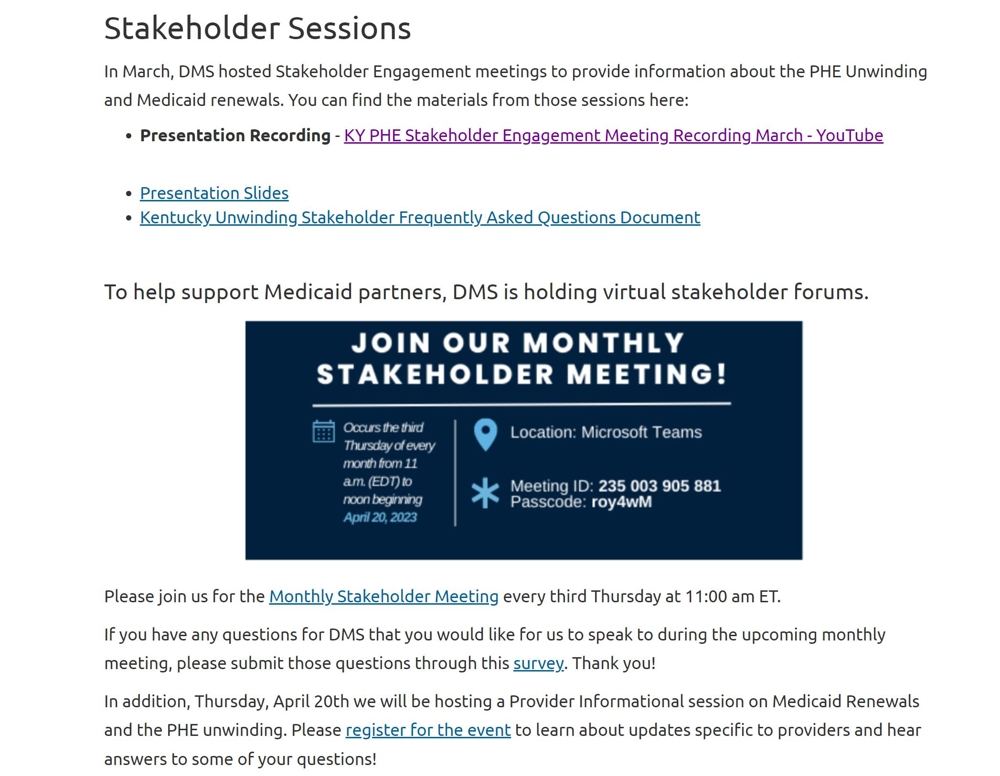 Stakeholder Sessions
In March, DMS hosted Stakeholder Engagement meetings to provide information about the PHE Unwinding
and Medicaid renewals. You can find the materials from those sessions here:
• Presentation Recording - KY PHE Stakeholder Engagement Meeting Recording March - YouTube
• Presentation Slides
• Kentucky Unwinding Stakeholder Frequently Asked Questions Document
To help support Medicaid partners, DMS is holding virtual stakeholder forums.
JOIN OUR MONTHLY
STAKEHOLDER MEETING!
Occurs the third
Thursday of every
month from 11
a.m. (EDT) to
noon beginning
April 20, 2023
Location: Microsoft Teams
Meeting ID: 235 003 905 881
Passcode: roy4wM
Please join us for the Monthly Stakeholder Meeting every third Thursday at 11:00 am ET.
If you have any questions for DMS that you would like for us to speak to during the upcoming monthly
meeting, please submit those questions through this survey. Thank you!
In addition, Thursday, April 20th we will be hosting a Provider Informational session on Medicaid Renewals
and the PHE unwinding. Please register for the event to learn about updates specific to providers and hear
answers to some of your questions!